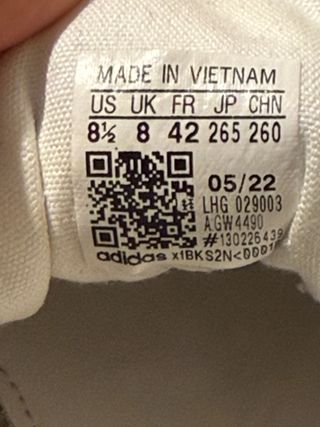 MADE IN VIETNAM
US UK FR JP CHN
8½ 8 42 265 260
05/22
LHG 029003
AGW4490
#130226439
adidas x1BKS2N<0001